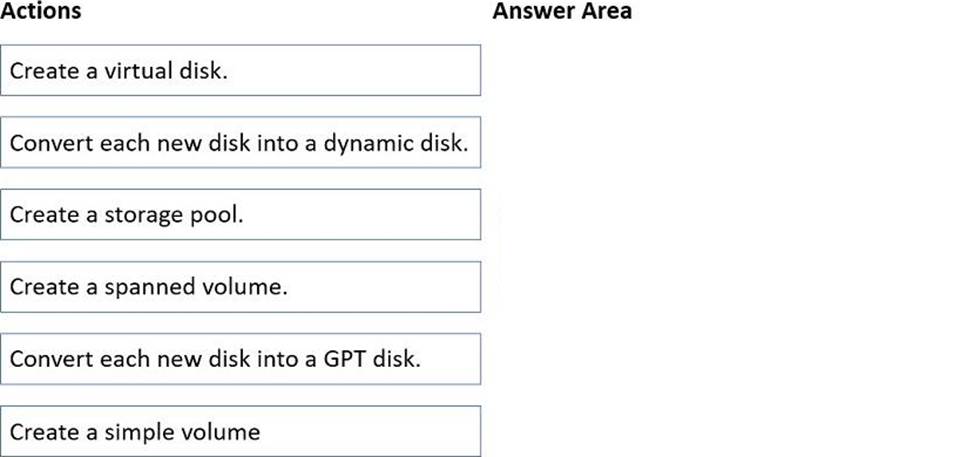 Actions
Answer Area
Create a virtual disk.
Convert each new disk into a dynamic disk.
Create a storage pool.
Create a spanned volume.
Convert each new disk into a GPT disk.
Create a simple volume